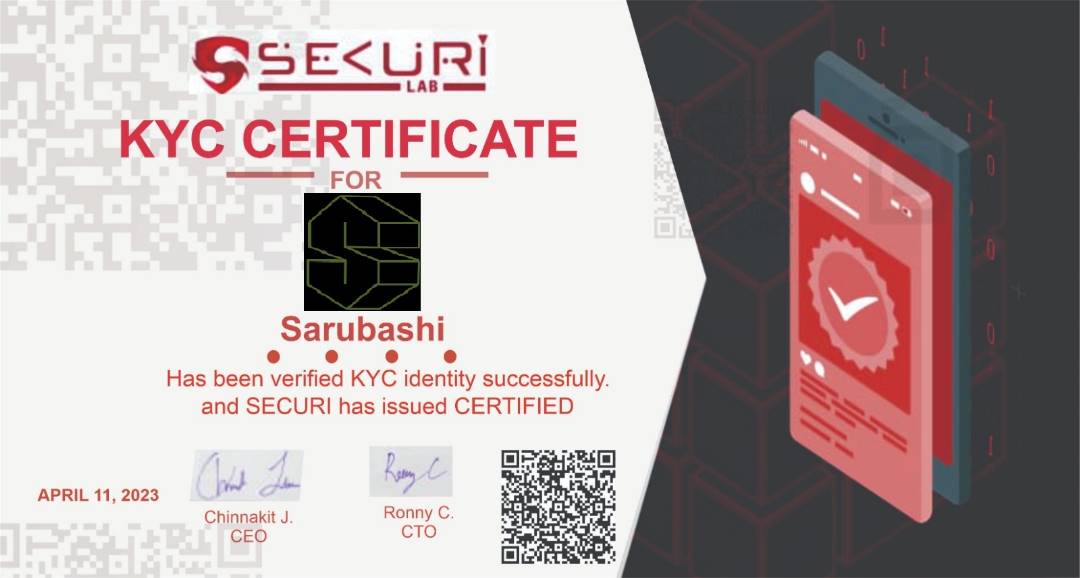 SECURI
LAB
KYC CERTIFICATE
FOR
Sarubashi
Has been verified KYC identity successfully.
and SECURI has issued CERTIFIED
APRIL 11, 2023
Chinnakit J.
CEO
Ronny C.
CTO